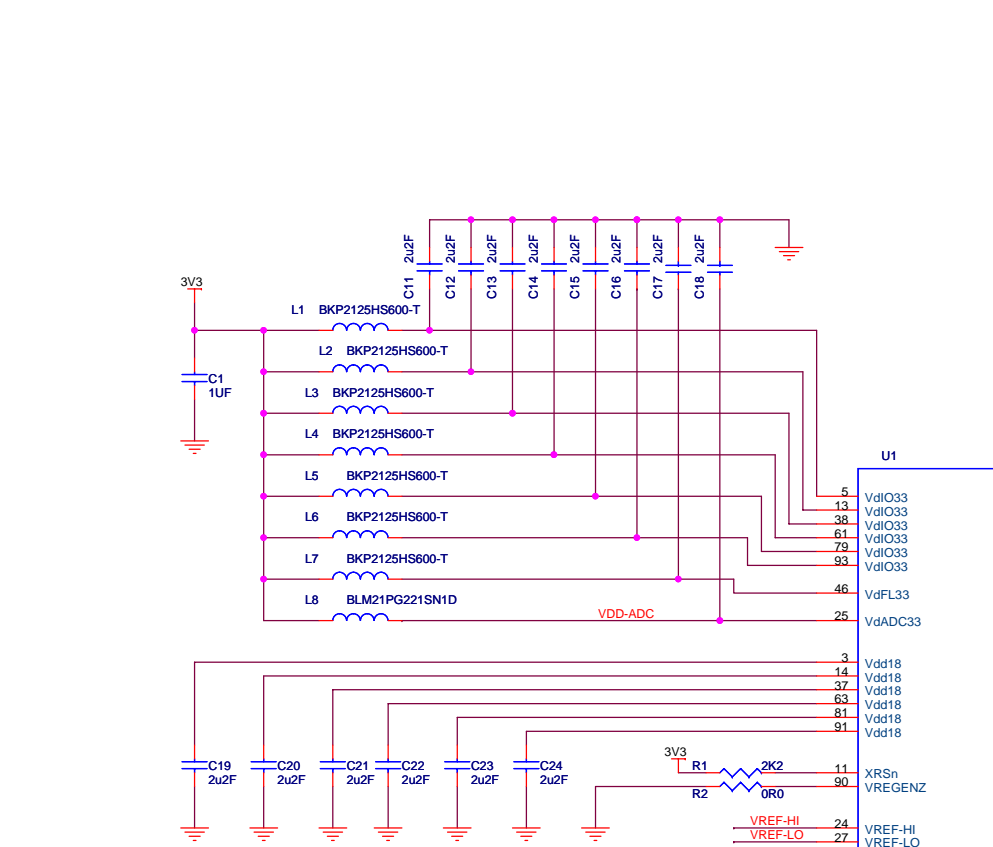 2u2F
2u2F
2u2F
2u2F
2u2F
2u2F
2u2F
2u2F
C11
C12
C13
C14
C15
C16
C17
C18
3V3
L1 BKP2125HS600-T
L2 BKP2125HS600-T
C1
1UF
L3 BKP2125HS600-T
L4 BKP2125HS600-T
U1
L5 BKP2125HS600-T
5 VdIO33
13 VdIO33
L6 BKP2125HS600-T
38 VdIO33
61 VdIO33
79 VdIO33
L7 BKP2125HS600-T
93 VdIO33
46 VdFL33
L8 BLM21PG221SN1D
VDD-ADC
25 VdADC33
3 Vdd18
14 Vdd18
37 Vdd18
63 Vdd18
81 Vdd18
91 Vdd18
3V3
C19 C20 C21 C22 C23 C24
2u2F 2u2F 2u2F 2u2F 2u2F 2u2F
R1 2K2
11 XRSn
R2 0R0
90 VREGENZ
VREF-HI
24 VREF-HI
VREF-LO
27 VREF-LO